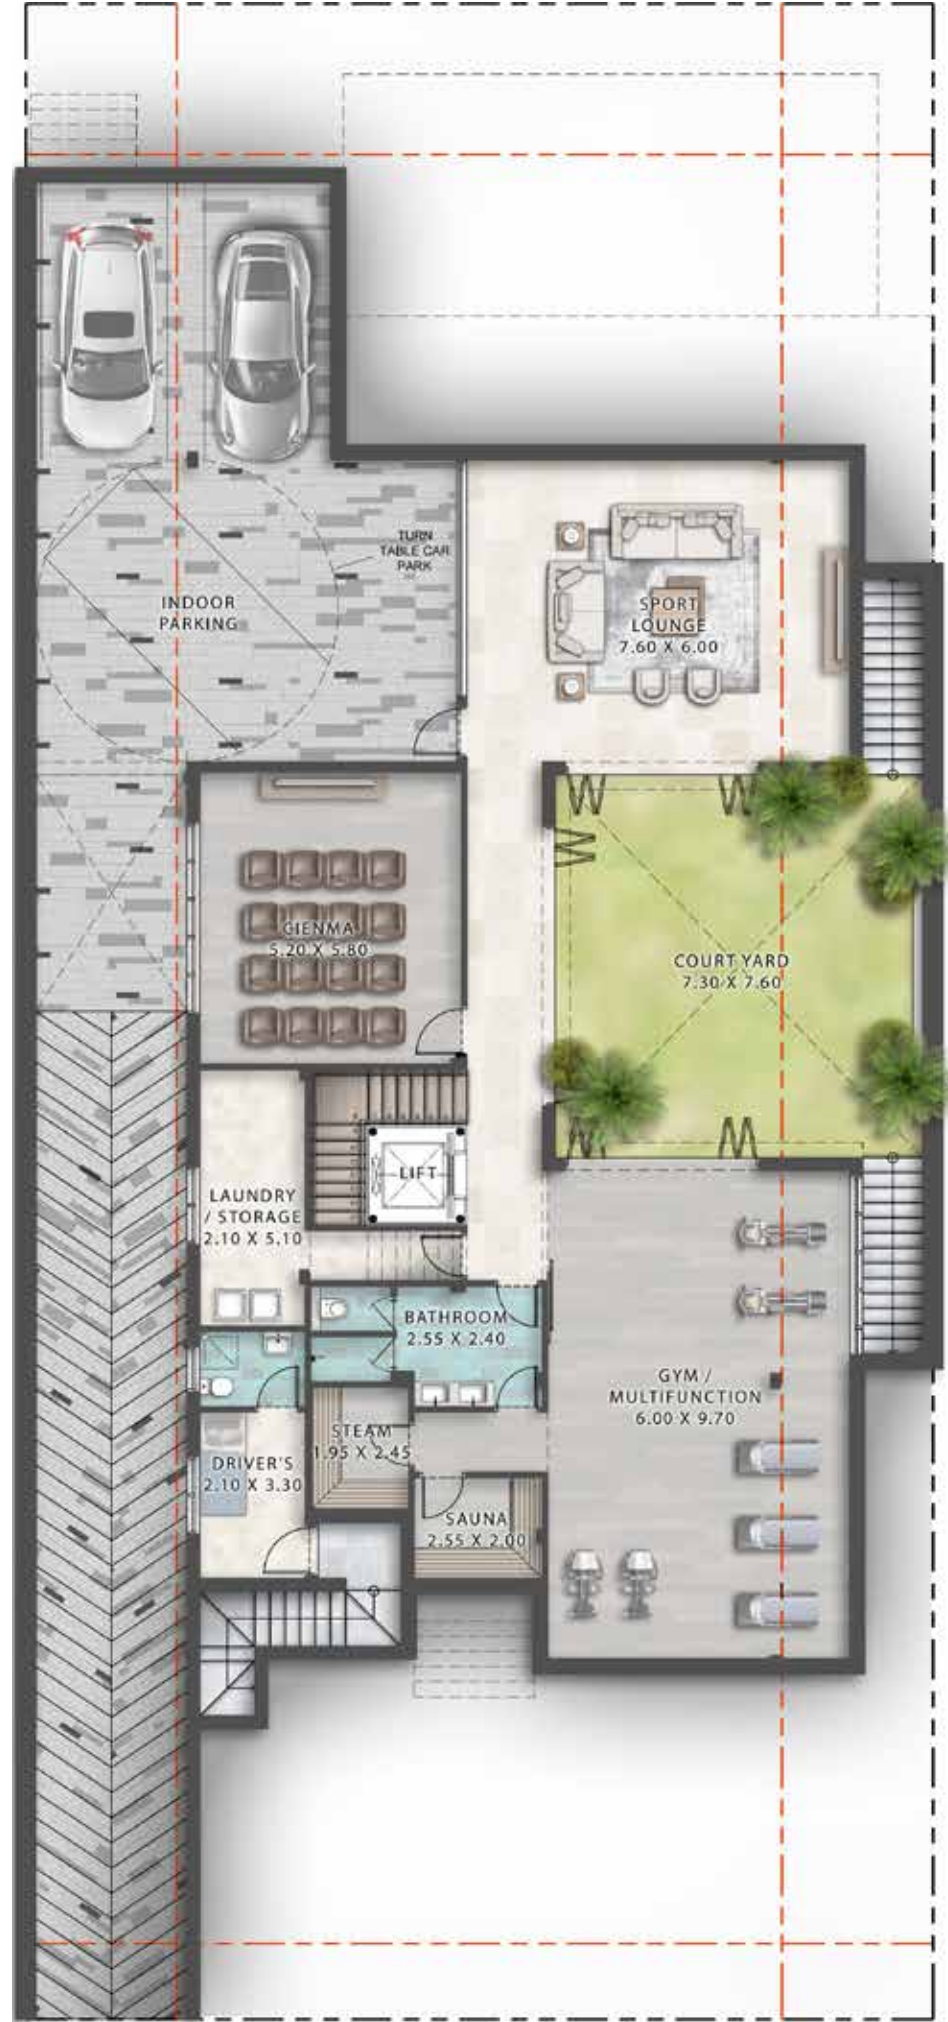 TURN
TABLE CAR
PARK
INDOOR
PARKING
SPORT
LOUNGE
7.60 X 6.00
CIENMA
5.20 X 5.80
COURT YARD
7.30 X 7.60
LIFT
LAUNDRY
/ STORAGE
2.10 X 5.10
BATHROOM
2.55 X 2.40
GYM /
MULTIFUNCTION
6.00 X 9.70
STEAM
1.95 X 2.45
DRIVER'S
2.10 X 3.30
SAUNA
2.55 X 2.00